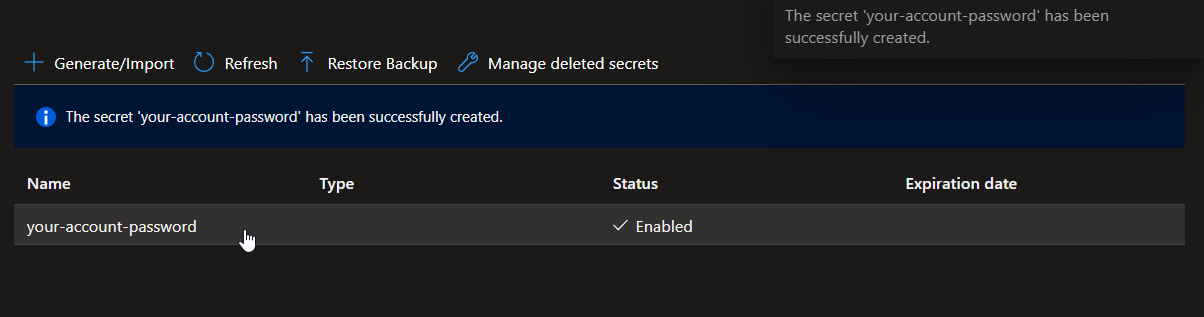 The secret 'your-account-password' has been
successfully created.
Generate/Import Refresh Restore Backup Manage deleted secrets
The secret 'your-account-password' has been successfully created.
Name Type Status Expiration date
your-account-password Enabled